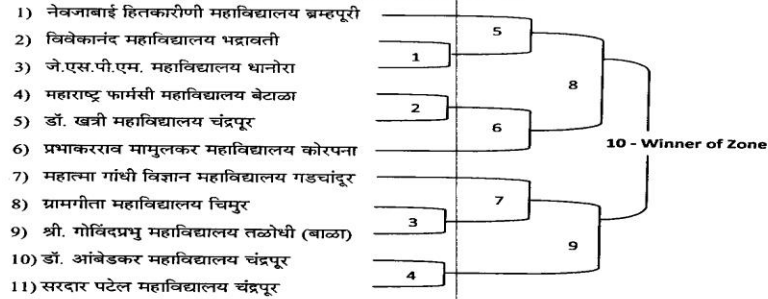 1) नेवजाबाई हितकारीणी महाविद्यालय ब्रम्हपूरी
2) विवेकानंद महाविद्यालय भद्रावती
3) जे.एस.पी.एम. महाविद्यालय धानोरा
4) महाराष्ट्र फार्मसी महाविद्यालय बेटाळा
5) डॉ. खत्री महाविद्यालय चंद्रपूर
6) प्रभाकरराव मामुलकर महाविद्यालय कोरपना
7) महात्मा गांधी विज्ञान महाविद्यालय गडचांदूर
8) ग्रामगीता महाविद्यालय चिमुर
9) श्री. गोविंदप्रभु महाविद्यालय तळोधी (बाळा)
10) डॉ. आंबेडकर महाविद्यालय चंद्रपूर
11) सरदार पटेल महाविद्यालय चंद्रपूर
1
2
3
4
5
6
7
8
9
10 - Winner of Zone